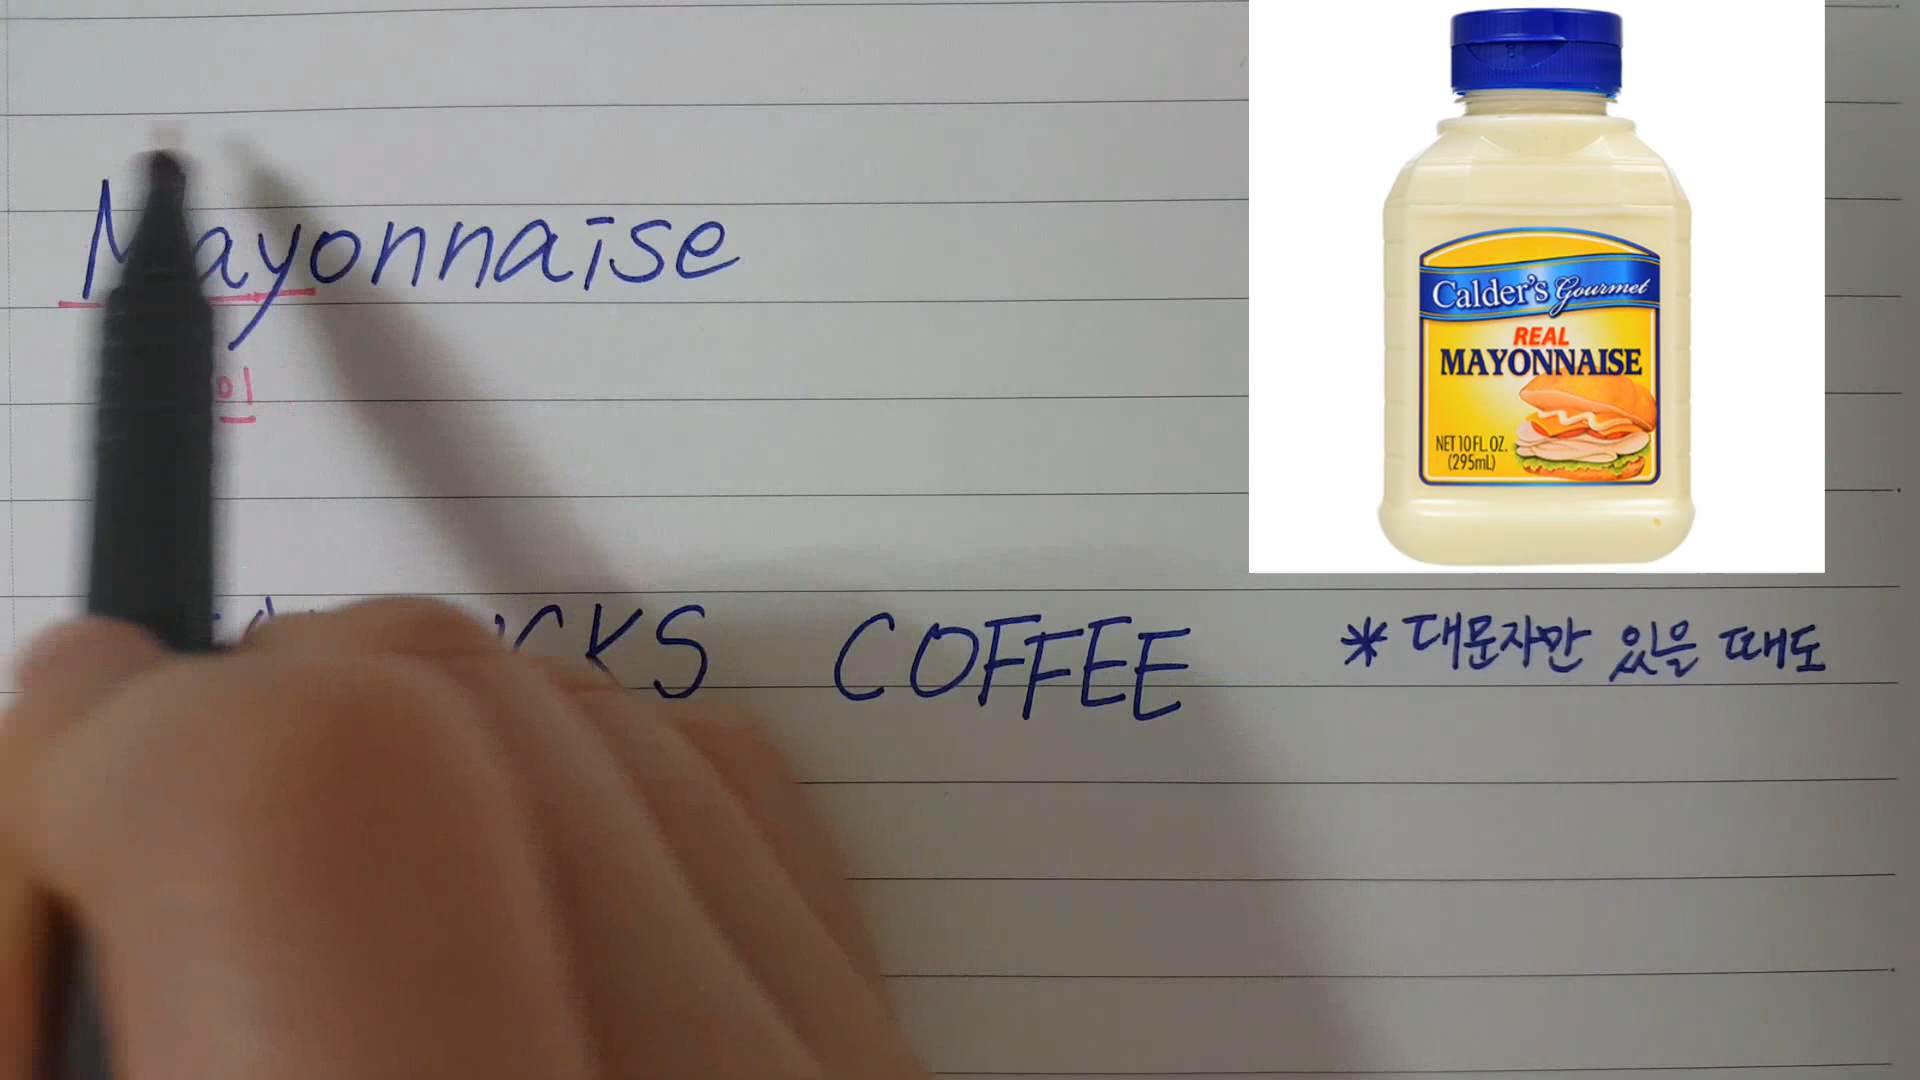 Mayonnaise
이
COFFEE * 대문자만 있을 때도
Calder's Gourmet
REAL
MAYONNAISE
NET 10 FL. OZ.
(295mL)